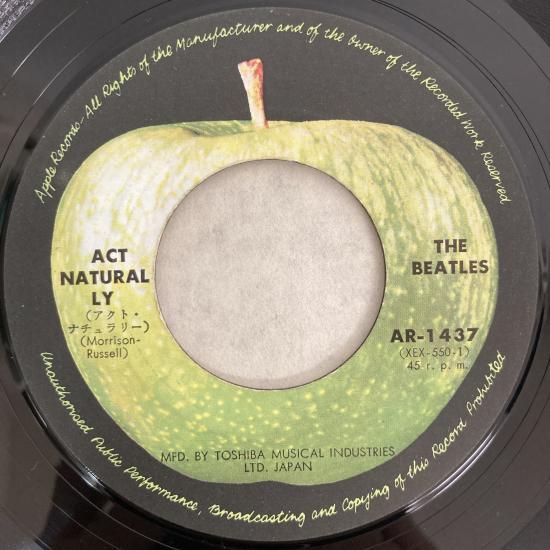 Apple Records-All Rights of the Manufacturer and of the Owner of the Recorded Work Reserved
ACT
NATURAL
LY
(アクト・
ナチュラリー)
(Morrison-
Russell)
THE
BEATLES
AR-1437
(XEX-550-1)
45 r. p. m.
MFD. BY TOSHIBA MUSICAL INDUSTRIES
LTD. JAPAN
Unauthorised Public Performance, Broadcasting and Copying of this Record Prohibited